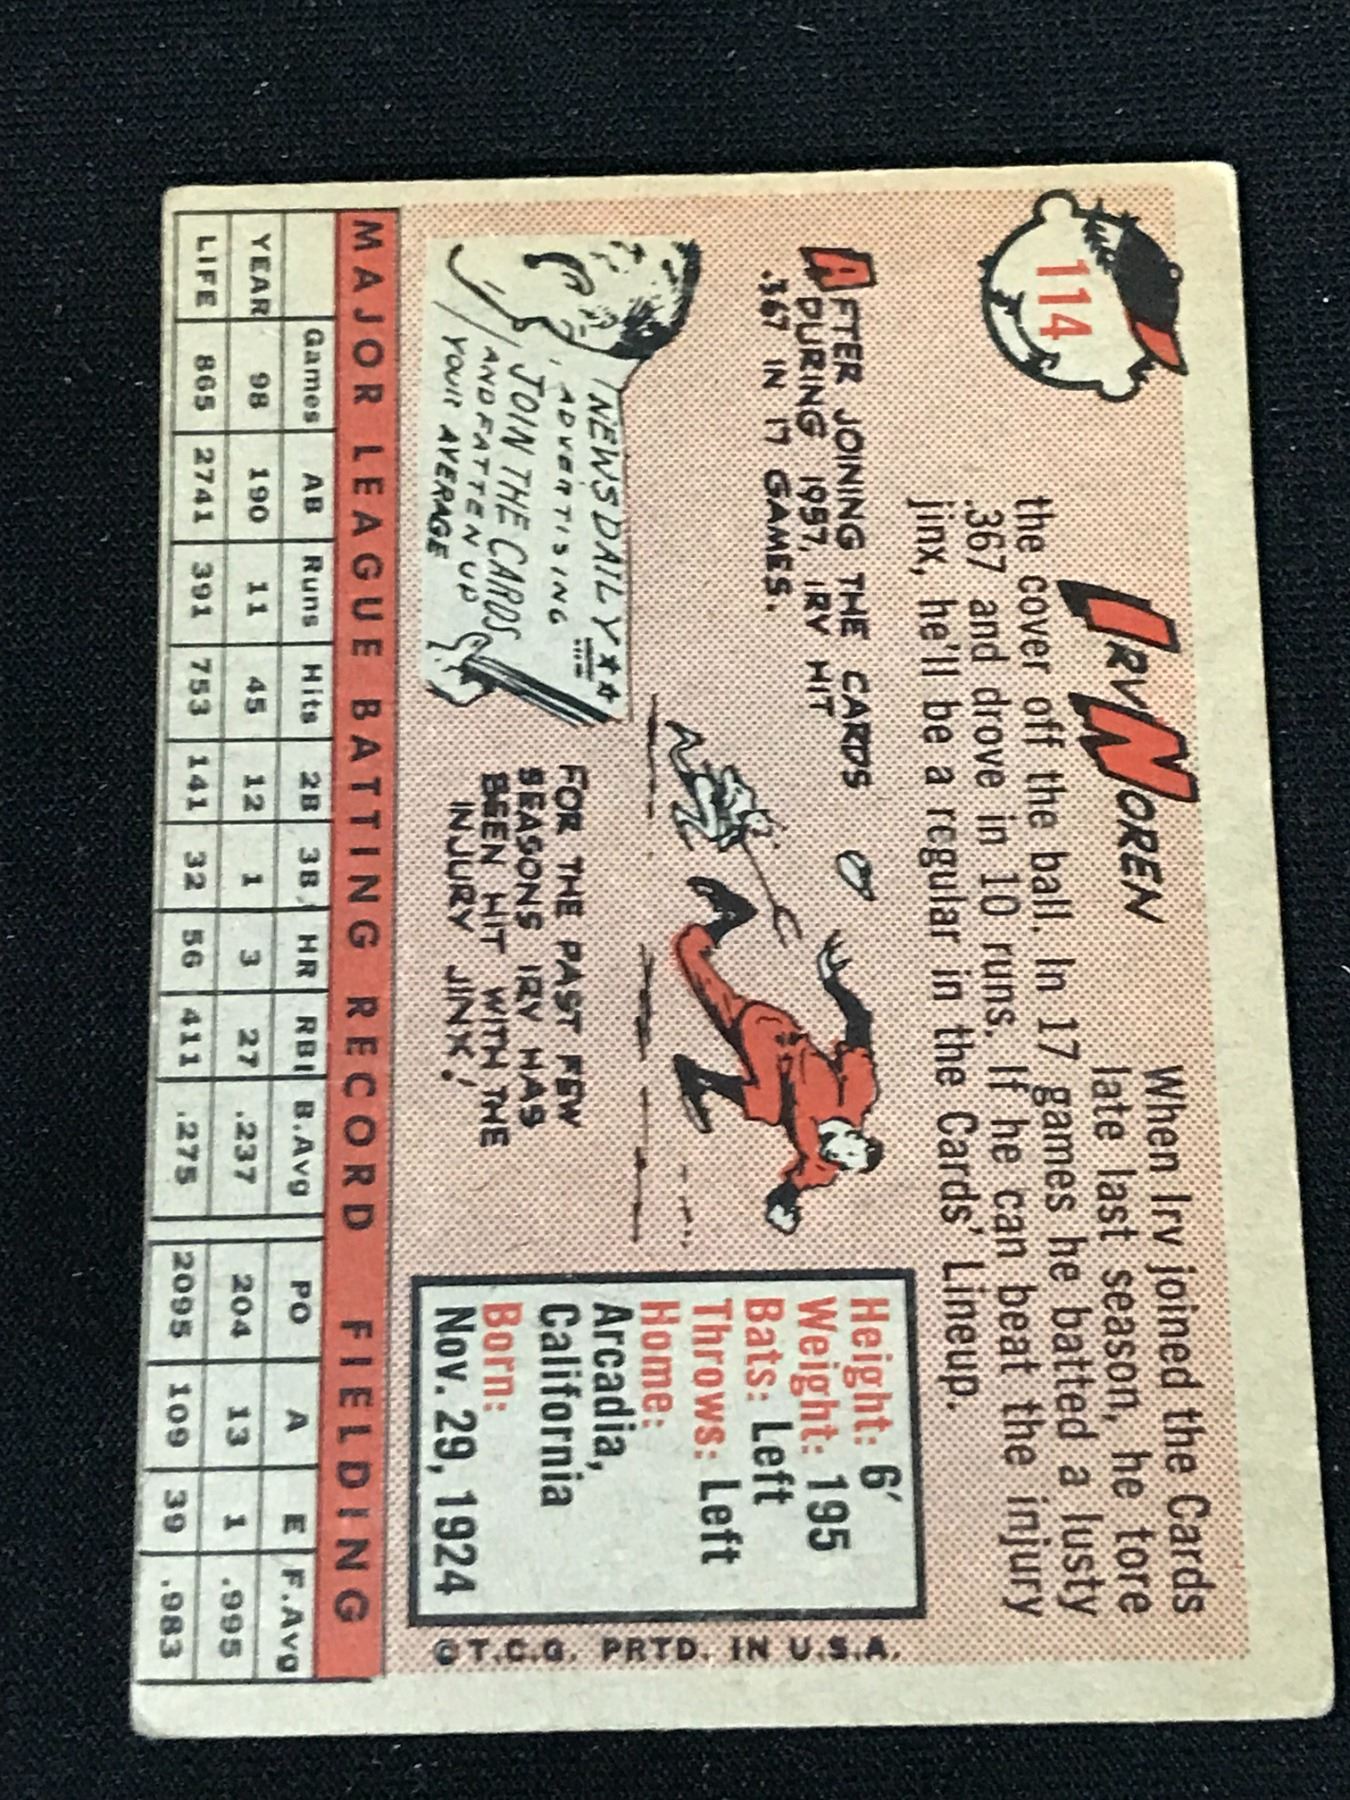 114
IRV NOREN
When Irv joined the Cards
late last season, he tore
the cover off the ball. In 17 games he batted a lusty
.367 and drove in 10 runs. If he can beat the injury
jinx, he'll be a regular in the Cards' Lineup.
AFTER JOINING THE CARDS
DURING 1957, IRV HIT
.367 IN 17 GAMES.
NEWS DAILY
ADVERTISING
JOIN THE CARDS
AND FATTEN UP
YOUR AVERAGE
FOR THE PAST FEW
SEASONS IRV HAS
BEEN HIT WITH THE
INJURY JINX!
Height: 6'
Weight: 195
Bats: Left
Throws: Left
Home:
Arcadia,
California
Born:
Nov. 29, 1924
©T.C.G. PRTD. IN U.S.A.
MAJOR LEAGUE BATTING RECORD FIELDING
Games AB Runs Hits 2B 3B HR RBI B.Avg PO A E F.Avg
YEAR 98 190 11 45 12 1 3 27 .237 204 13 1 .995
LIFE 865 2741 391 753 141 32 56 411 .275 2095 109 39 .983